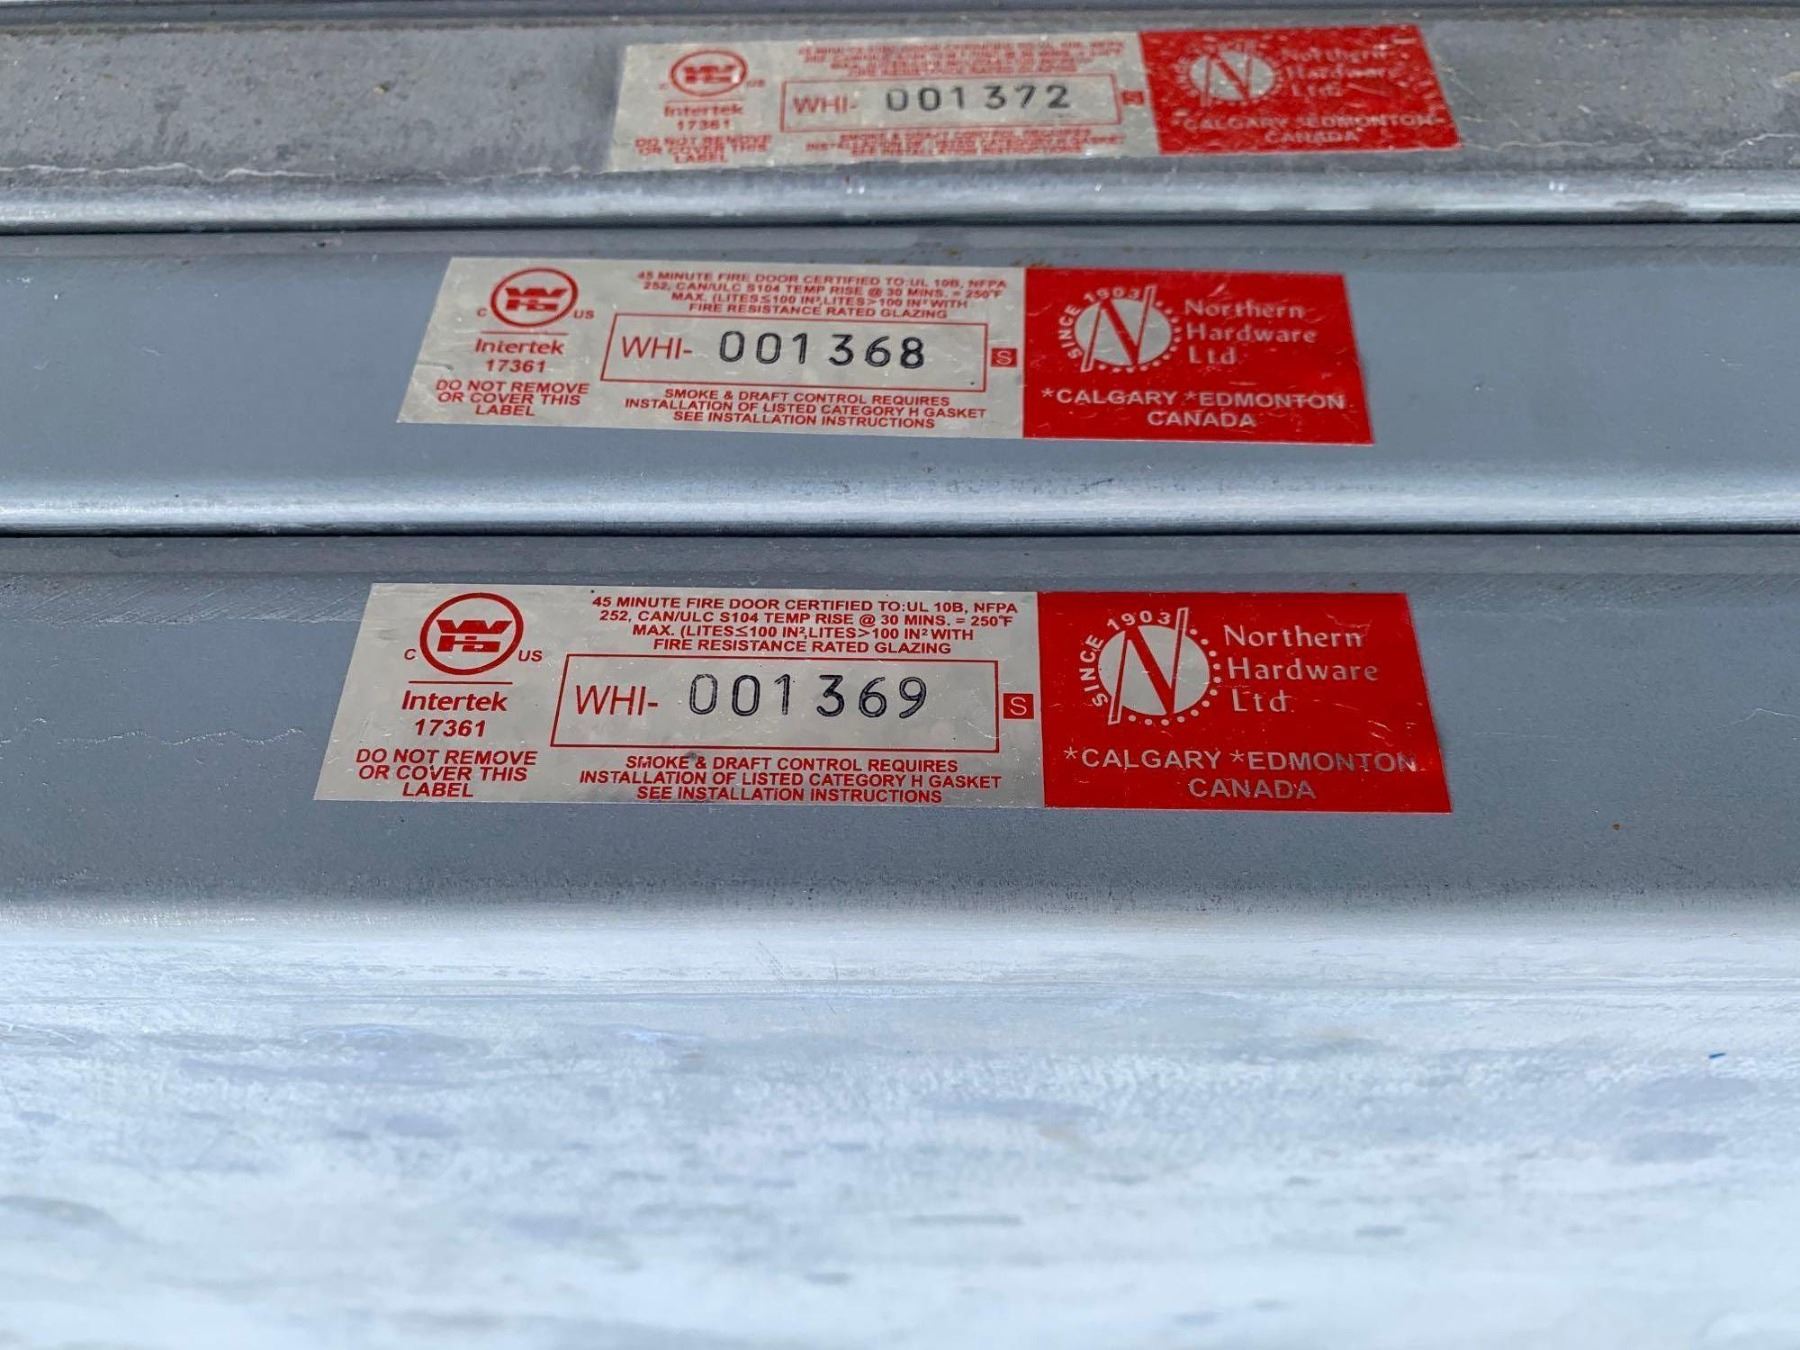 WHI-
001372
Intertek
17361
DO NOT REMOVE
OR COVER THIS
LABEL
Northern
Hardware
Ltd.
*CALGARY *EDMONTON
CANADA
C US
Intertek
17361
DO NOT REMOVE
OR COVER THIS
LABEL
45 MINUTE FIRE DOOR CERTIFIED TO:UL 10B, NFPA
252, CAN/ULC S104 TEMP RISE @ 30 MINS. = 250°F
MAX. (LITES≤100 IN²,LITES>100 IN² WITH
FIRE RESISTANCE RATED GLAZING
WHI- 001368
S
SMOKE & DRAFT CONTROL REQUIRES
INSTALLATION OF LISTED CATEGORY H GASKET
SEE INSTALLATION INSTRUCTIONS
SINCE 1903
N
Northern
Hardware
Ltd.
*CALGARY *EDMONTON
CANADA
C US
Intertek
17361
DO NOT REMOVE
OR COVER THIS
LABEL
45 MINUTE FIRE DOOR CERTIFIED TO:UL 10B, NFPA
252, CAN/ULC S104 TEMP RISE @ 30 MINS. = 250°F
MAX. (LITES≤100 IN²,LITES>100 IN² WITH
FIRE RESISTANCE RATED GLAZING
WHI- 001369
S
SMOKE & DRAFT CONTROL REQUIRES
INSTALLATION OF LISTED CATEGORY H GASKET
SEE INSTALLATION INSTRUCTIONS
SINCE 1903
N
Northern
Hardware
Ltd.
*CALGARY *EDMONTON
CANADA